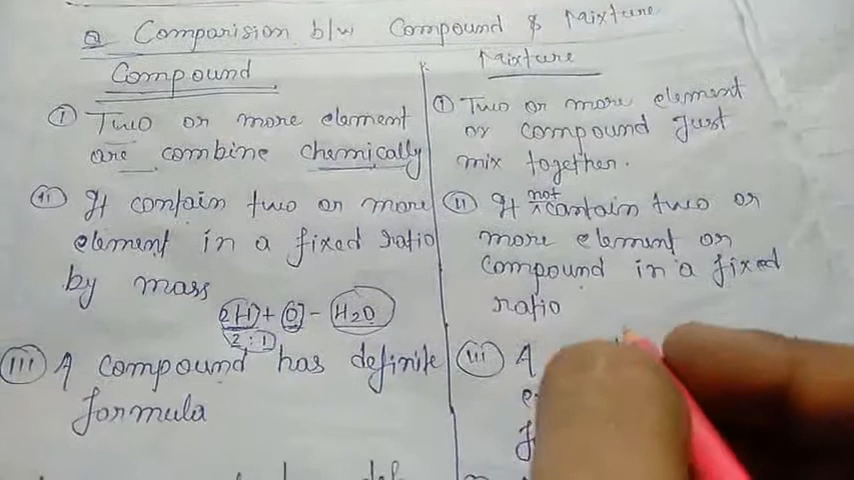 Q Comparision b/w Compound & Mixture
Compound
(i) Two or more element
are combine chemically
(ii) It contain two or more
element in a fixed ratio
by mass
2H + O - H2O
2 : 1
(iii) A compound has definite
formula
Mixture
(i) Two or more element
or compound Just
mix together.
(ii) It not contain two or
more element or
compound in a fixed
ratio
(iii) A